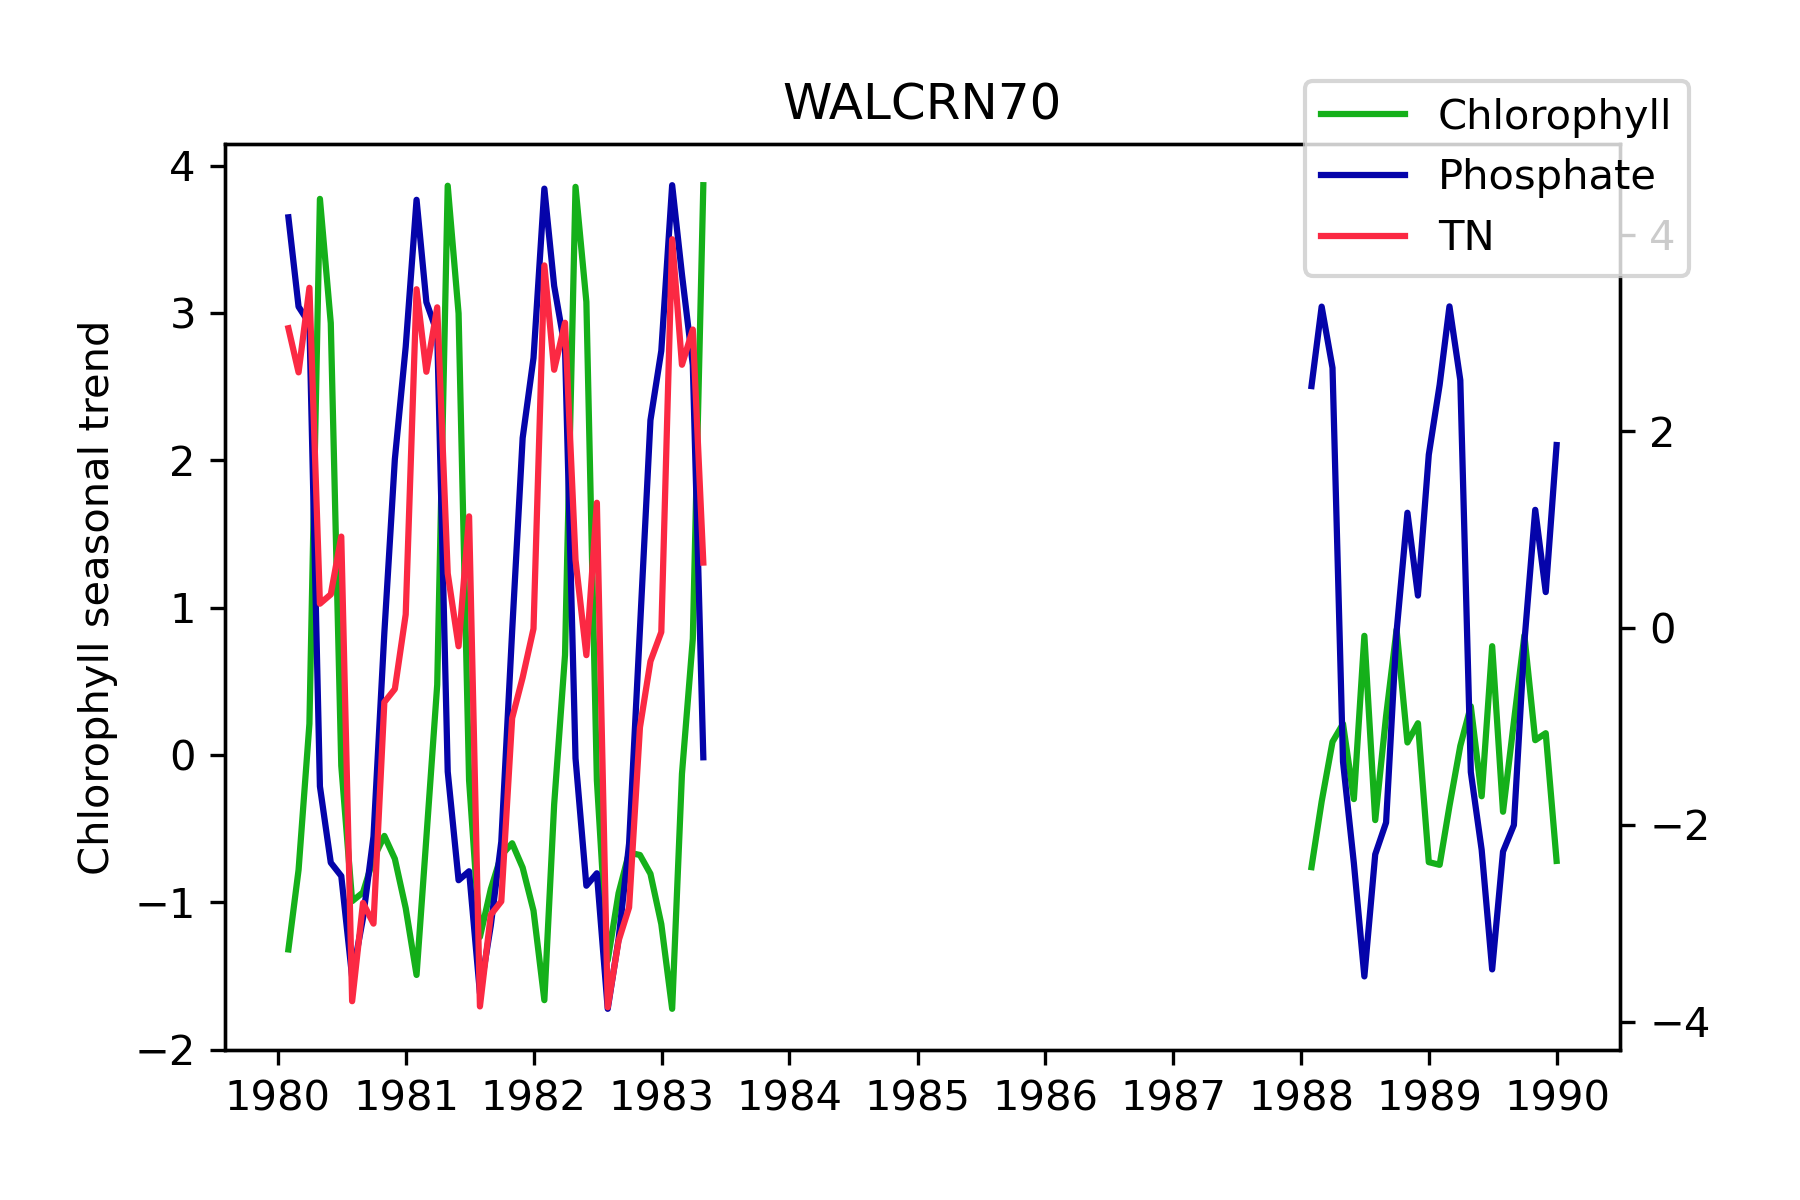 WALCRN70
Chlorophyll
Phosphate
TN
Chlorophyll seasonal trend
4
3
2
1
0
−1
−2
4
2
0
−2
−4
1980 1981 1982 1983 1984 1985 1986 1987 1988 1989 1990